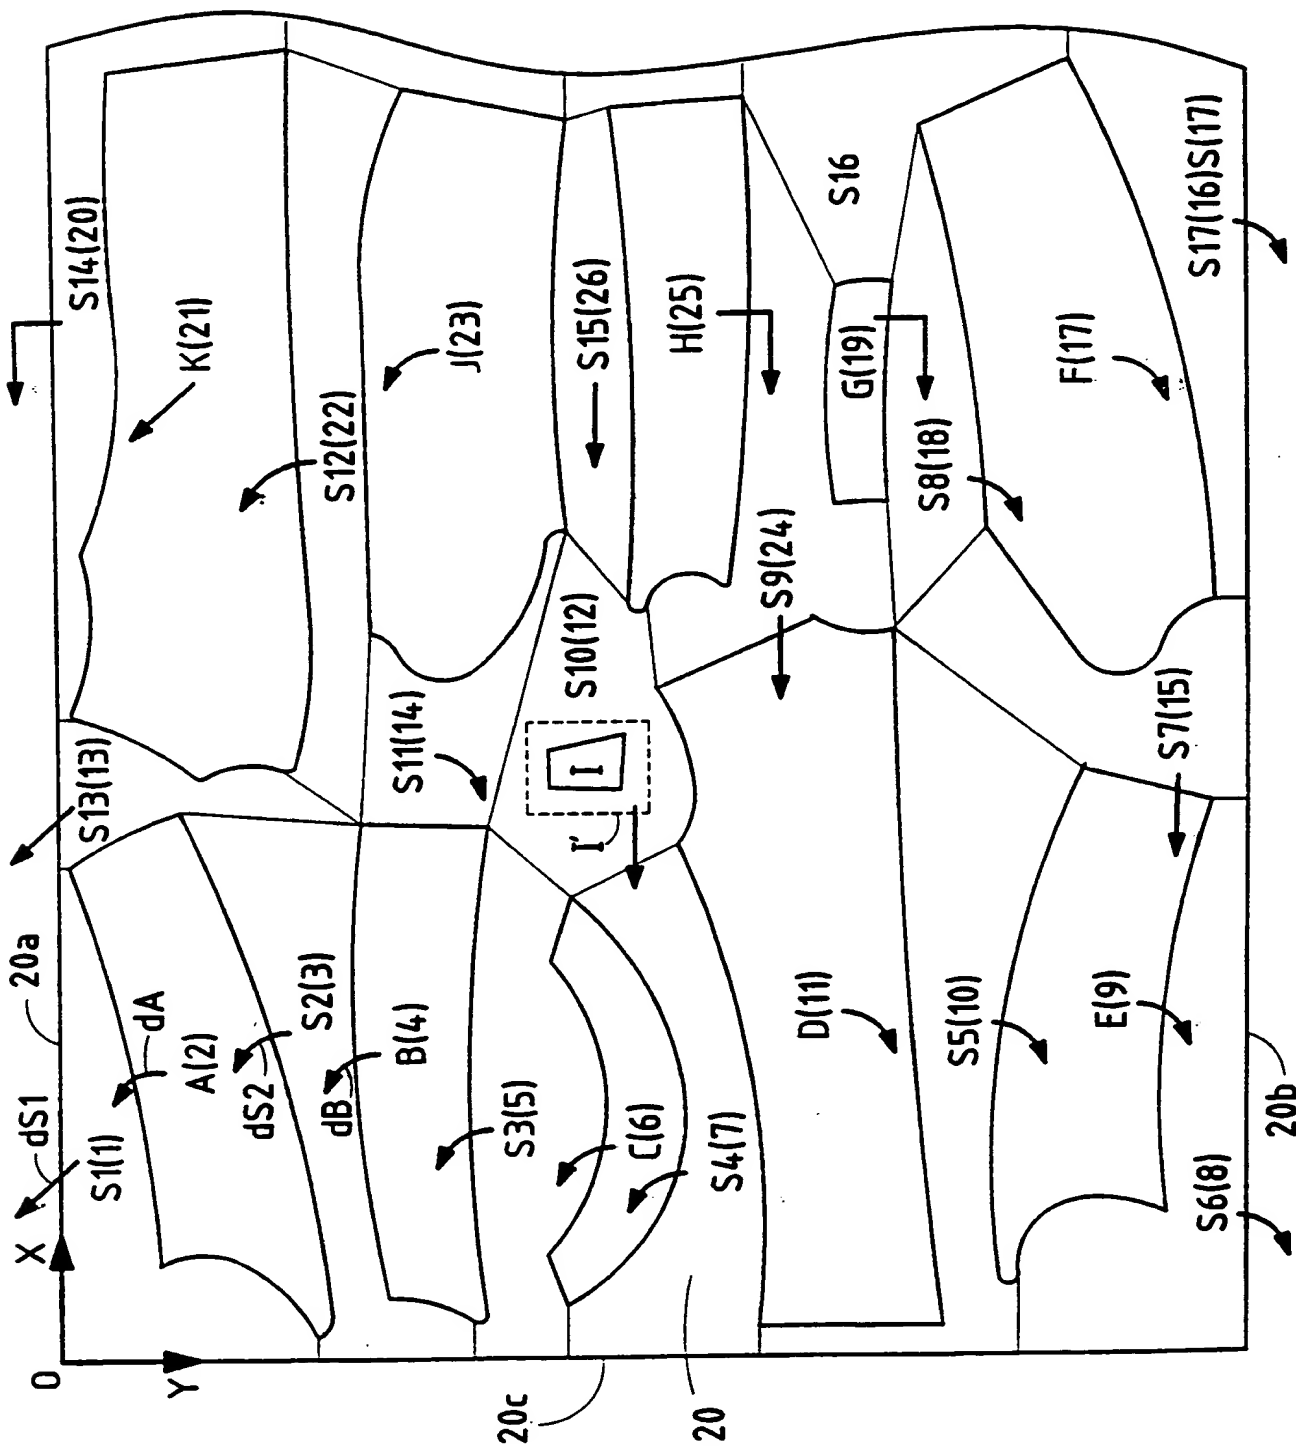 S14(20)
K(21)
S12(22)
J(23)
S15(26)
H(25)
S16
G(19)
S8(18)
F(17)
S17(16)S(17)
S13(13)
S11(14)
S10(12)
I
I'
S9(24)
S7(15)
20a
dS1
X
S1(1)
dA
A(2)
dS2
S2(3)
dB
B(4)
S3(5)
C(6)
S4(7)
D(11)
S5(10)
E(9)
S6(8)
20b
O
Y
20c
20